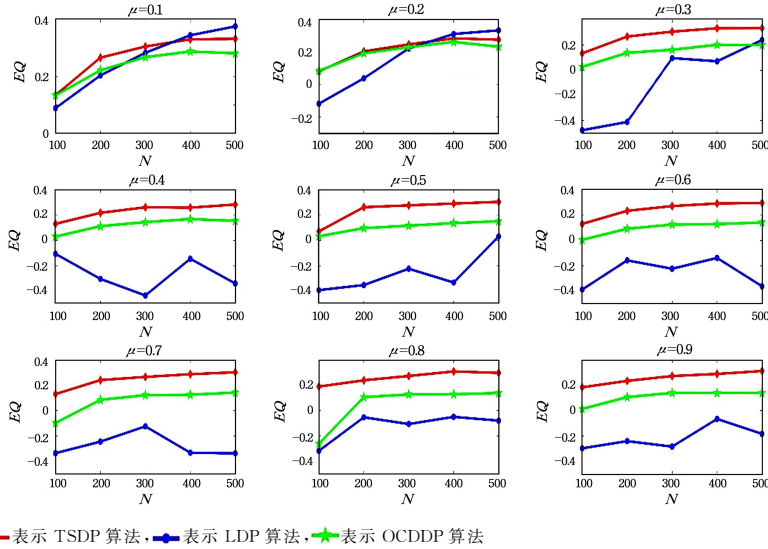 μ=0.1 μ=0.2 μ=0.3
0.4 0.2 0 EQ 100 200 300 400 500 N
0.4 0.2 0 −0.2 EQ 100 200 300 400 500 N
0.2 0 −0.2 −0.4 EQ 100 200 300 400 500 N
μ=0.4 μ=0.5 μ=0.6
0.4 0.2 0 −0.2 −0.4 EQ 100 200 300 400 500 N
0.4 0.2 0 −0.2 −0.4 EQ 100 200 300 400 500 N
0.4 0.2 0 −0.2 −0.4 EQ 100 200 300 400 500 N
μ=0.7 μ=0.8 μ=0.9
0.4 0.2 0 −0.2 −0.4 EQ 100 200 300 400 500 N
0.2 0 −0.2 −0.4 EQ 100 200 300 400 500 N
0.2 0 −0.2 −0.4 EQ 100 200 300 400 500 N
表示 TSDP 算法, 表示 LDP 算法, 表示 OCDDP 算法